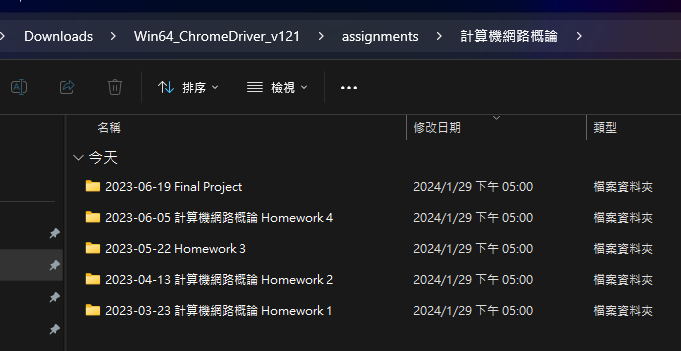 Downloads > Win64_ChromeDriver_v121 > assignments > 計算機網路概論 >
排序 檢視 ...
名稱 修改日期 類型
今天
2023-06-19 Final Project 2024/1/29 下午 05:00 檔案資料夾
2023-06-05 計算機網路概論 Homework 4 2024/1/29 下午 05:00 檔案資料夾
2023-05-22 Homework 3 2024/1/29 下午 05:00 檔案資料夾
2023-04-13 計算機網路概論 Homework 2 2024/1/29 下午 05:00 檔案資料夾
2023-03-23 計算機網路概論 Homework 1 2024/1/29 下午 05:00 檔案資料夾